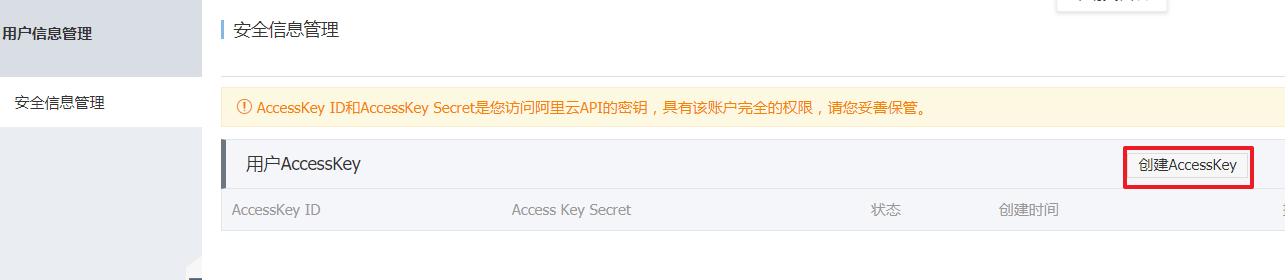 用户信息管理
安全信息管理
安全信息管理
AccessKey ID和AccessKey Secret是您访问阿里云API的密钥，具有该账户完全的权限，请您妥善保管。
用户AccessKey
创建AccessKey
AccessKey ID Access Key Secret 状态 创建时间